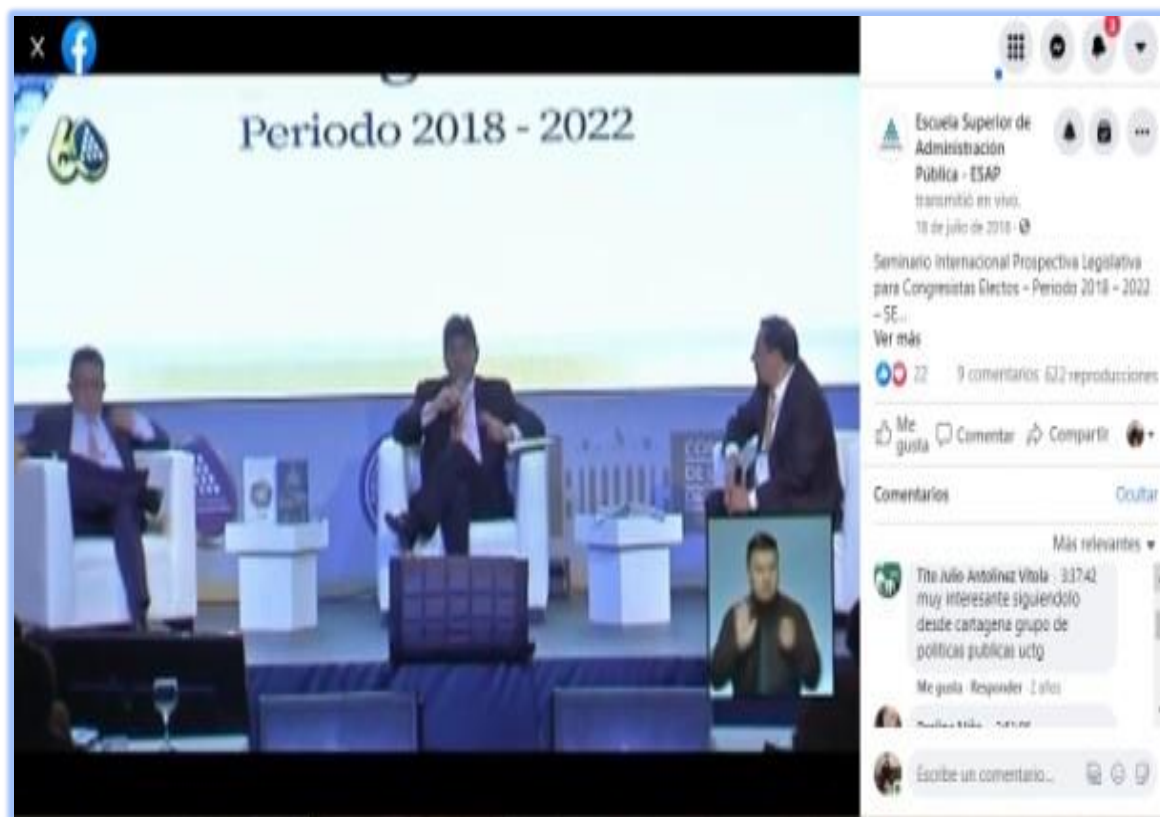 Periodo 2018 - 2022
60
3
Escuela Superior de
Administración
Pública - ESAP
transmitió en vivo.
18 de julio de 2018 ·
Seminario Internacional Prospectiva Legislativa
para Congresistas Electos – Periodo 2018 – 2022
– SE...
Ver más
22 9 comentarios 622 reproducciones
Me gusta Comentar Compartir
Comentarios Ocultar
Más relevantes
Tito Julio Antolinez Vitola · 3:37:42
muy interesante siguiendolo
desde cartagena grupo de
politicas publicas uctg
Me gusta · Responder · 2 años
Escribe un comentario...